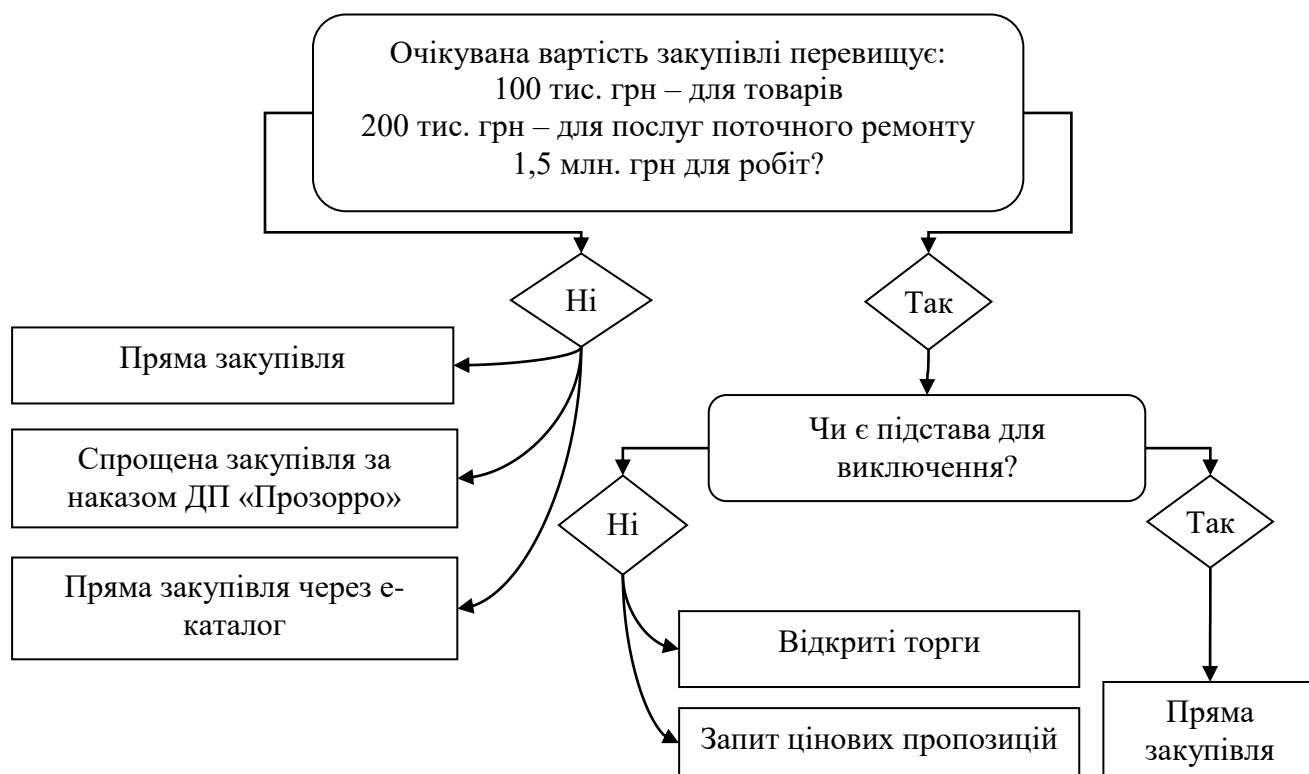 Очікувана вартість закупівлі перевищує:
100 тис. грн – для товарів
200 тис. грн – для послуг поточного ремонту
1,5 млн. грн для робіт?
Ні
Так
Пряма закупівля
Спрощена закупівля за
наказом ДП «Прозорро»
Пряма закупівля через е-
каталог
Чи є підстава для
виключення?
Ні
Так
Відкриті торги
Запит цінових пропозицій
Пряма
закупівля